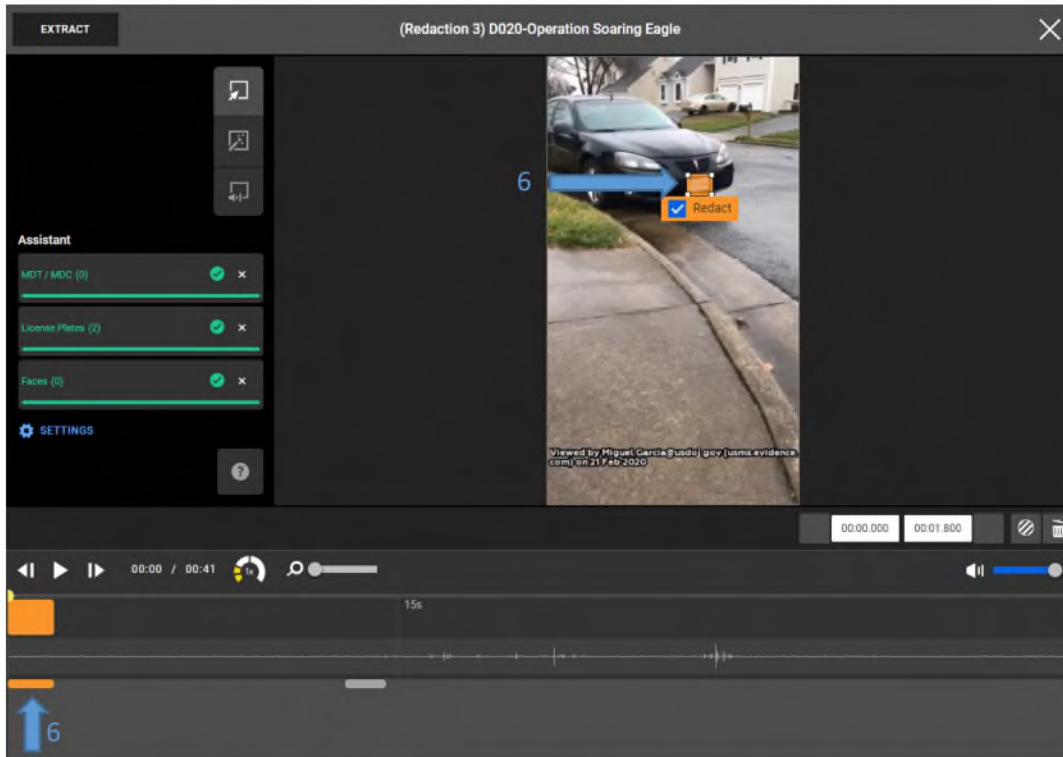 EXTRACT
(Redaction 3) D020-Operation Soaring Eagle
6
Redact
Assistant
MDT / MDC (0)
License Plates (2)
Faces (0)
SETTINGS
?
Viewed by Miguel Garcia@usdoj.gov (usms.evidence.
com) on 21 Feb 2020
00:00.000
00:01.800
00:00 / 00:41
1x
15s
6